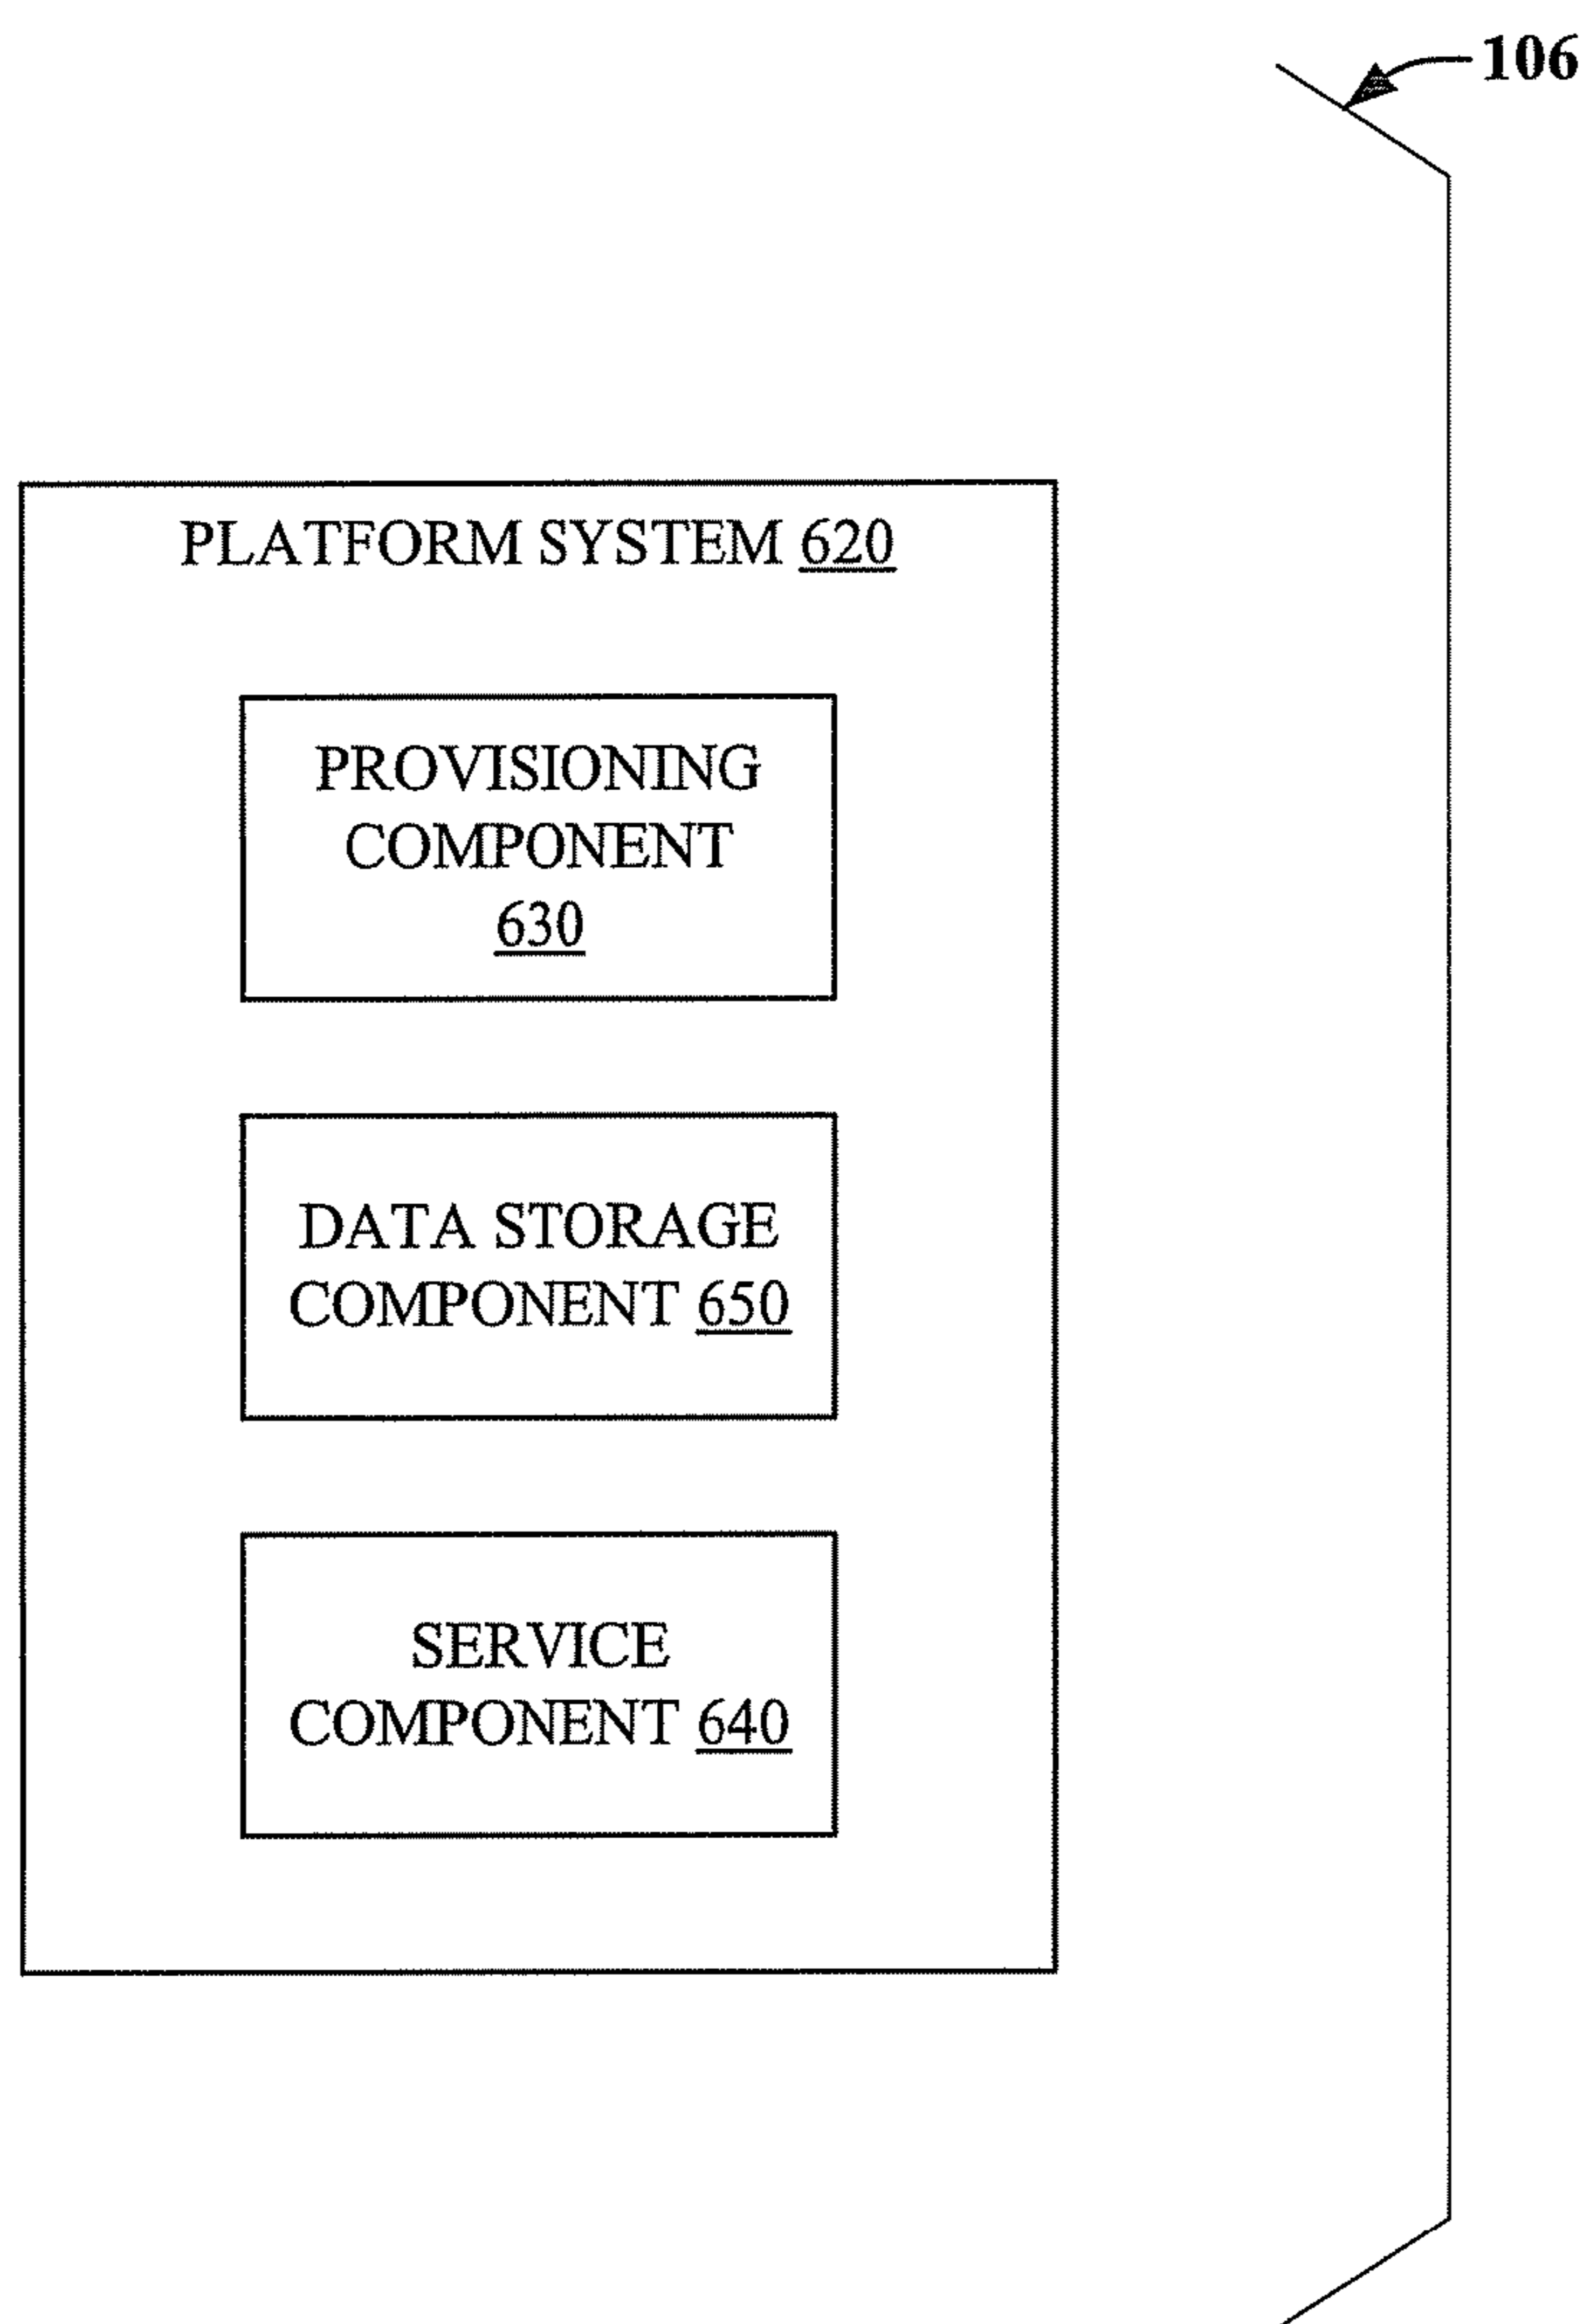 106
PLATFORM SYSTEM 620
PROVISIONING
COMPONENT
630
DATA STORAGE
COMPONENT 650
SERVICE
COMPONENT 640